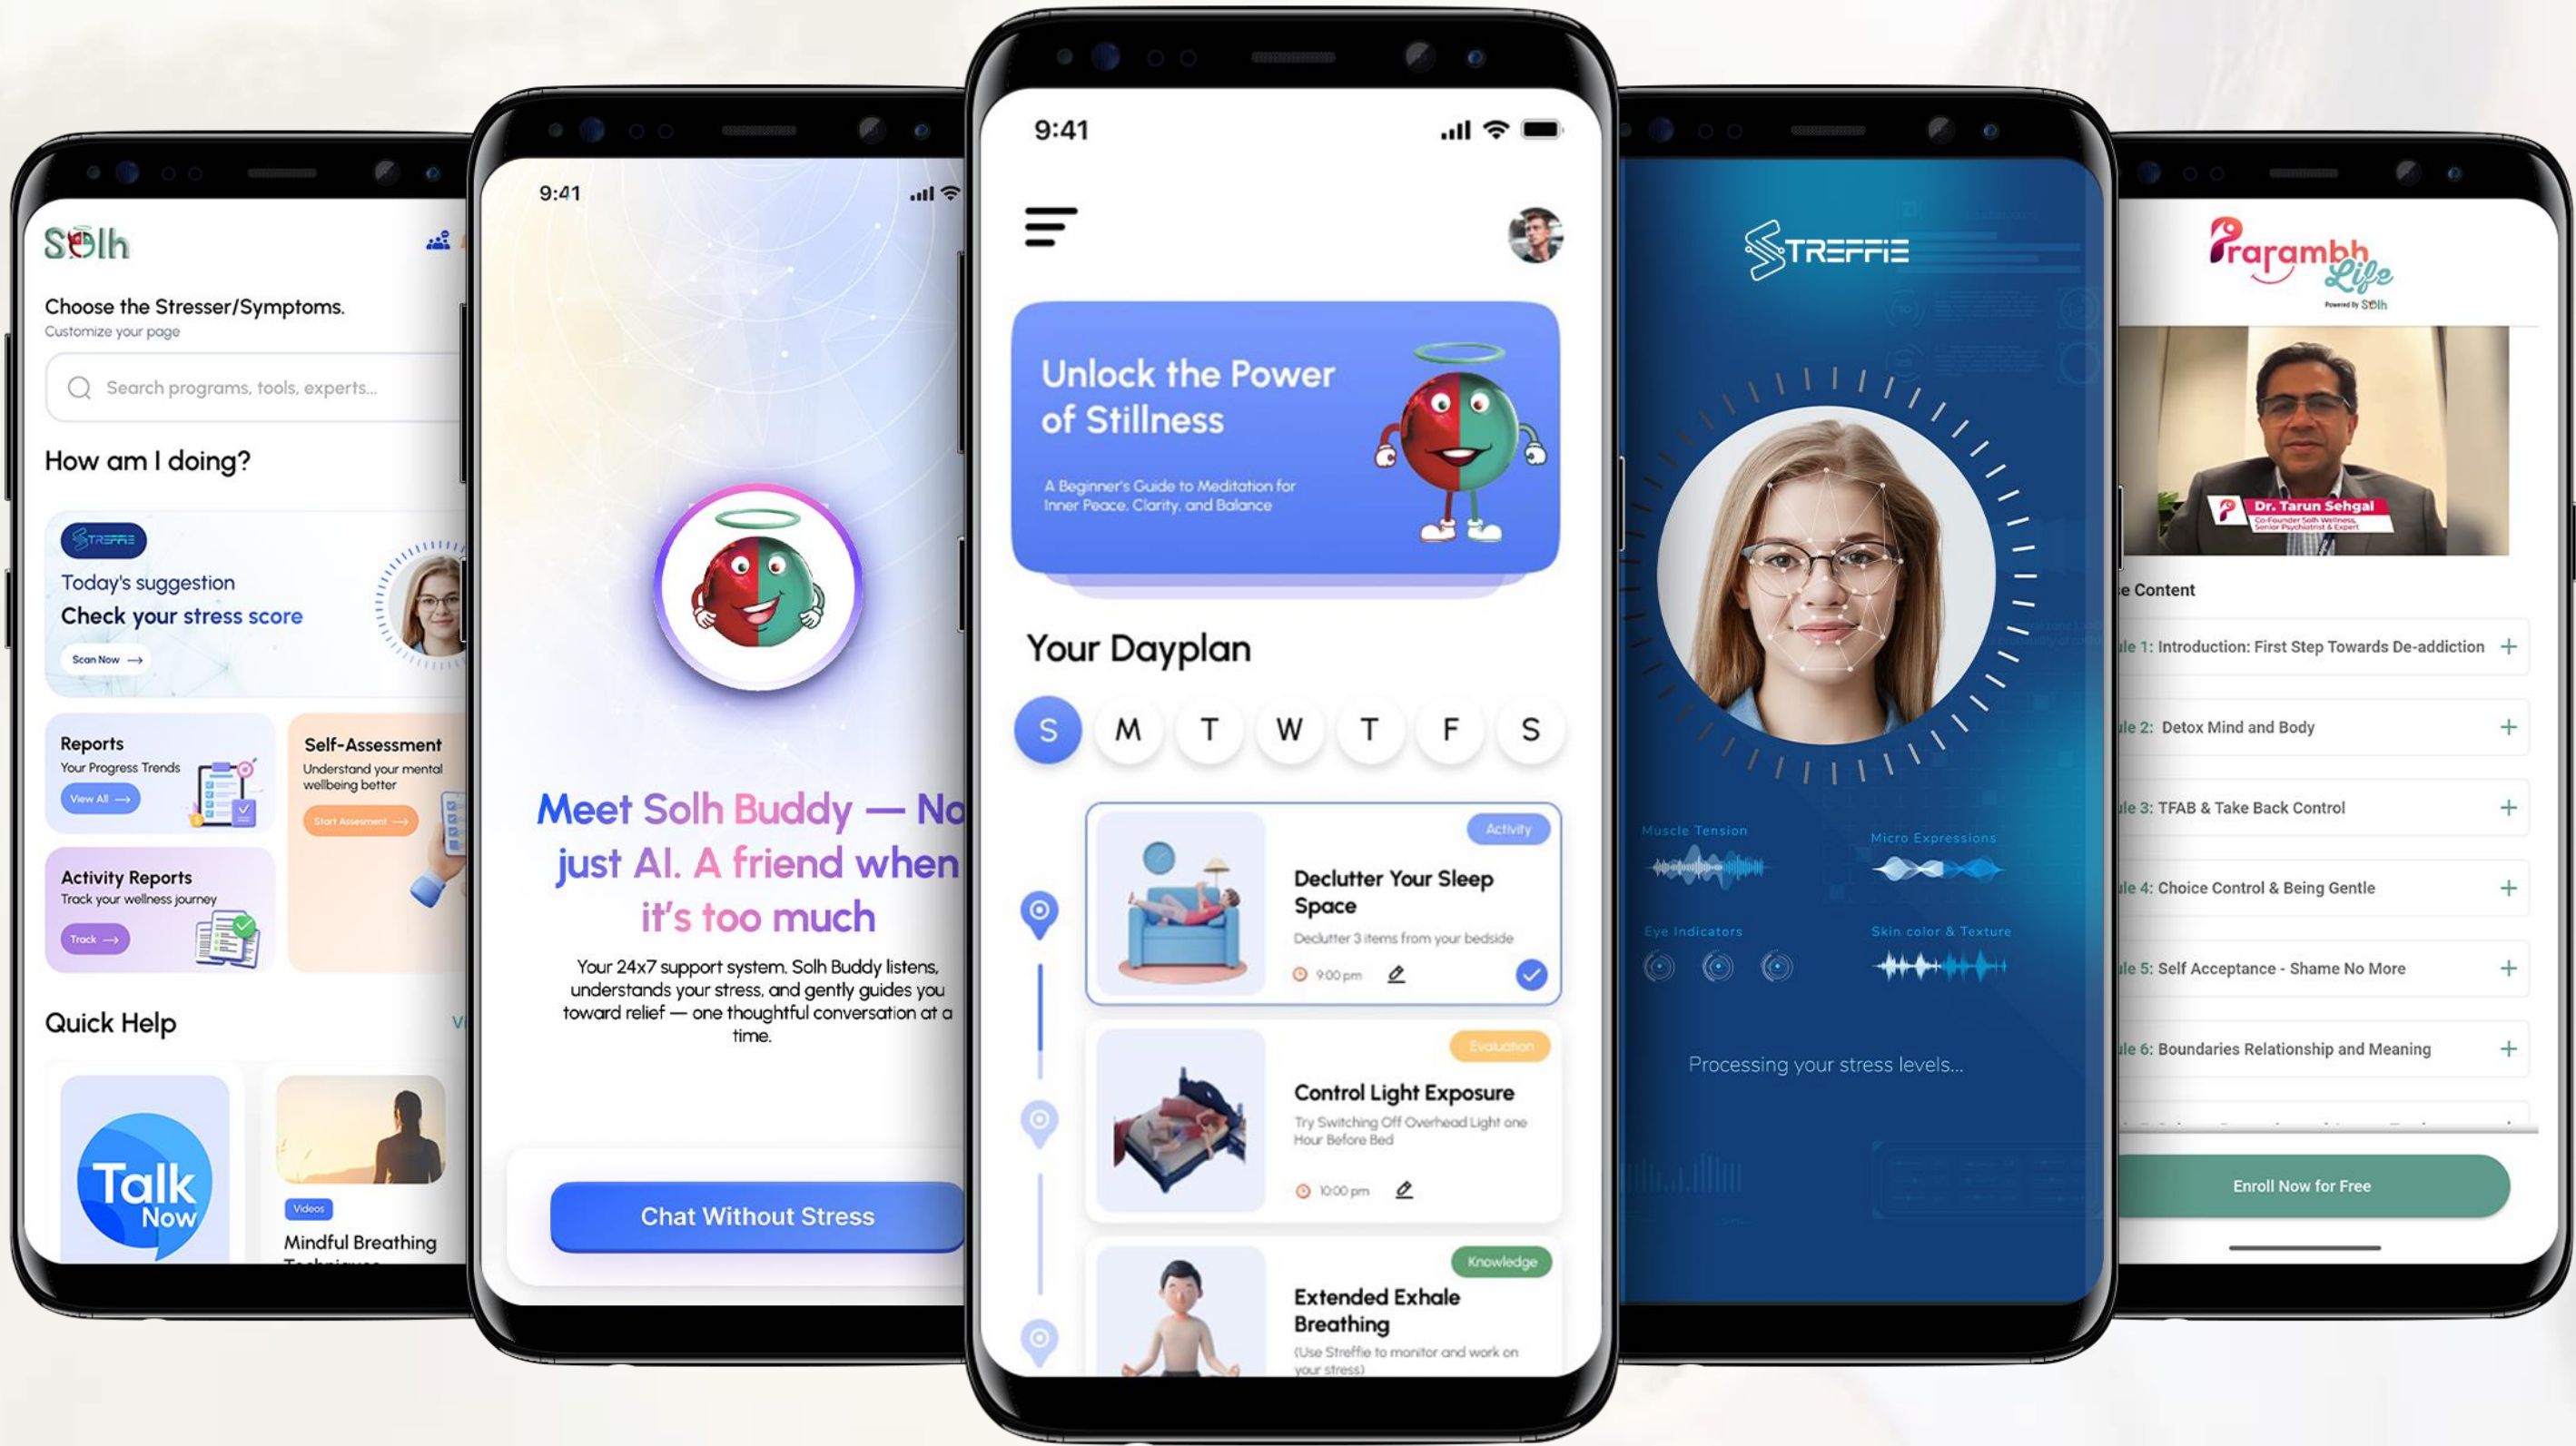 Solh
Choose the Stresser/Symptoms.
Customize your page
Search programs, tools, experts...
How am I doing?
STREFFIE
Today's suggestion
Check your stress score
Scan Now
Reports
Your Progress Trends
View All
Self-Assessment
Understand your mental
wellbeing better
Start Assesment
Activity Reports
Track your wellness journey
Track
Quick Help
Vi
Talk
Now
Videos
Mindful Breathing
9:41
Meet Solh Buddy — No
just AI. A friend when
it's too much
Your 24x7 support system. Solh Buddy listens,
understands your stress, and gently guides you
toward relief — one thoughtful conversation at a
time.
Chat Without Stress
9:41
Unlock the Power
of Stillness
A Beginner's Guide to Meditation for
Inner Peace, Clarity, and Balance
Your Dayplan
S M T W T F S
Activity
Declutter Your Sleep
Space
Declutter 3 items from your bedside
9:00 pm
Evaluation
Control Light Exposure
Try Switching Off Overhead Light one
Hour Before Bed
10:00 pm
Knowledge
Extended Exhale
Breathing
(Use Streffie to monitor and work on
your stress)
STREFFIE
Muscle Tension
Micro Expressions
Eye Indicators
Skin color & Texture
Processing your stress levels...
Prarambh
Life
Powered By Solh
Dr. Tarun Sehgal
Co-Founder Solh Wellness,
Senior Psychiatrist & Expert
e Content
le 1: Introduction: First Step Towards De-addiction
le 2: Detox Mind and Body
le 3: TFAB & Take Back Control
le 4: Choice Control & Being Gentle
le 5: Self Acceptance - Shame No More
le 6: Boundaries Relationship and Meaning
Enroll Now for Free